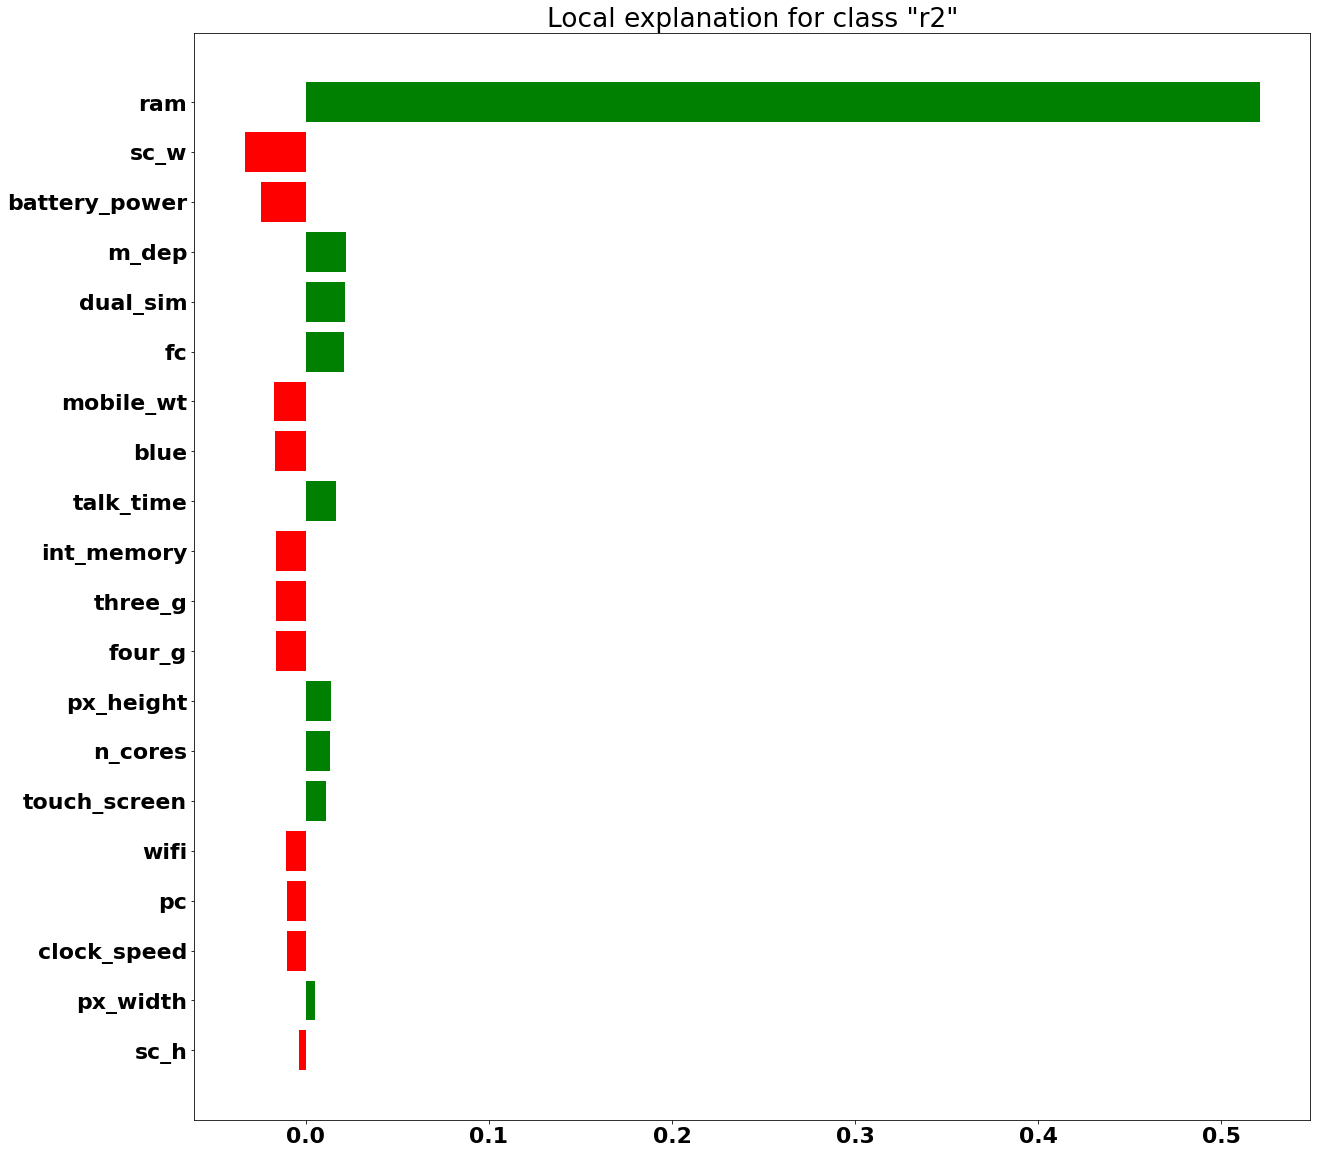 Local explanation for class "r2"
ram
sc_w
battery_power
m_dep
dual_sim
fc
mobile_wt
blue
talk_time
int_memory
three_g
four_g
px_height
n_cores
touch_screen
wifi
pc
clock_speed
px_width
sc_h
0.0 0.1 0.2 0.3 0.4 0.5